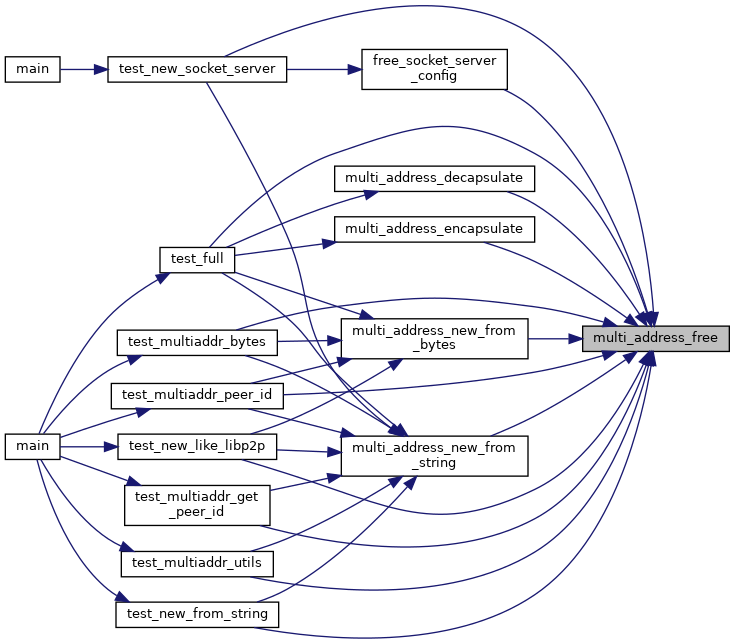 main
test_new_socket_server
free_socket_server
_config
multi_address_decapsulate
multi_address_encapsulate
test_full
multi_address_new_from
_bytes
multi_address_free
test_multiaddr_bytes
test_multiaddr_peer_id
main
test_new_like_libp2p
multi_address_new_from
_string
test_multiaddr_get
_peer_id
test_multiaddr_utils
test_new_from_string